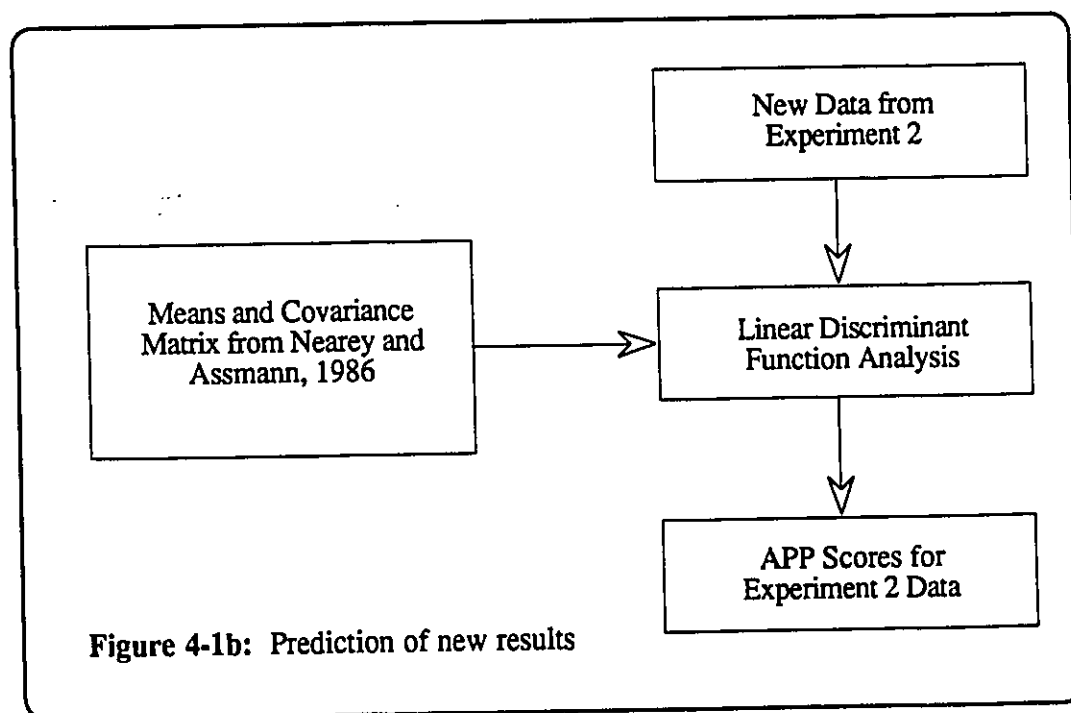 New Data from
Experiment 2
Means and Covariance
Matrix from Nearey and
Assmann, 1986
Linear Discriminant
Function Analysis
APP Scores for
Experiment 2 Data
Figure 4-1b: Prediction of new results